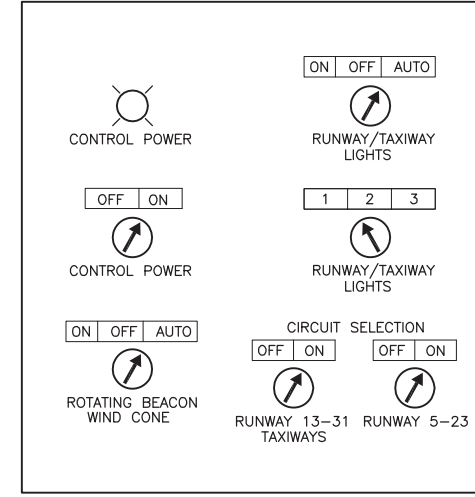 ON OFF AUTO
CONTROL POWER
RUNWAY/TAXIWAY
LIGHTS
OFF ON
CONTROL POWER
1 2 3
RUNWAY/TAXIWAY
LIGHTS
ON OFF AUTO
ROTATING BEACON
WIND CONE
CIRCUIT SELECTION
OFF ON
OFF ON
RUNWAY 13-31
TAXIWAYS
RUNWAY 5-23